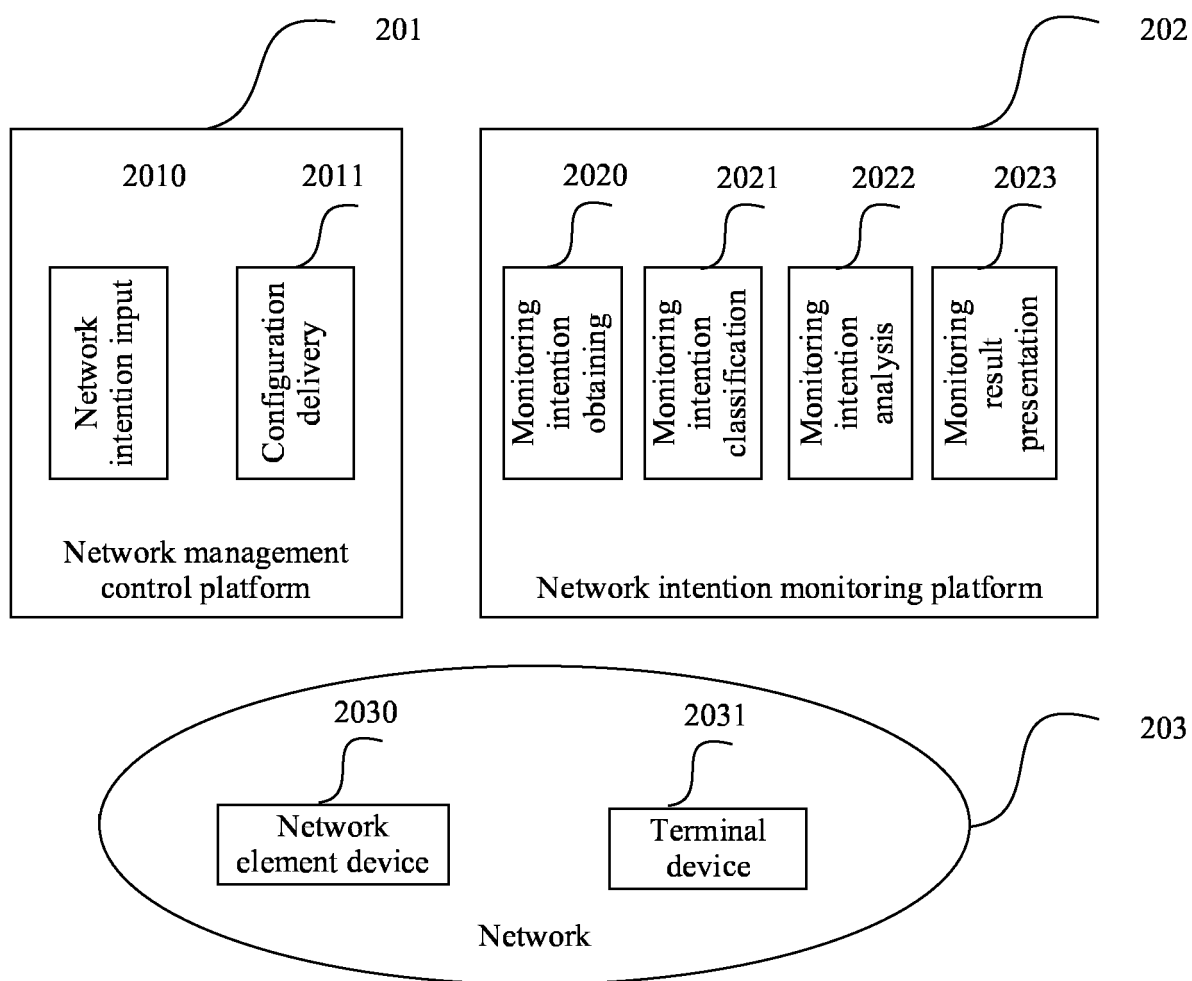 201
202
2010
2011
2020
2021
2022
2023
Network
intention input
Configuration
delivery
Monitoring
intention
obtaining
Monitoring
intention
classification
Monitoring
intention
analysis
Monitoring
result
presentation
Network management
control platform
Network intention monitoring platform
2030
2031
203
Network
element device
Terminal
device
Network